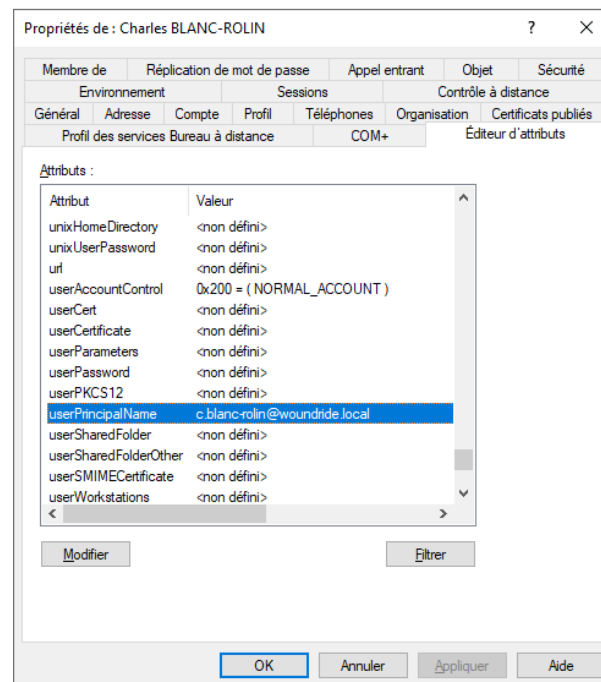 Propriétés de : Charles BLANC-ROLIN ? ×
Membre de Réplication de mot de passe Appel entrant Objet Sécurité
Environnement Sessions Contrôle à distance
Général Adresse Compte Profil Téléphones Organisation Certificats publiés
Profil des services Bureau à distance COM+ Éditeur d'attributs
Attributs :
Attribut Valeur
unixHomeDirectory <non défini>
unixUserPassword <non défini>
url <non défini>
userAccountControl 0x200 = ( NORMAL_ACCOUNT )
userCert <non défini>
userCertificate <non défini>
userParameters <non défini>
userPassword <non défini>
userPKCS12 <non défini>
userPrincipalName c.blanc-rolin@woundride.local
userSharedFolder <non défini>
userSharedFolderOther <non défini>
userSMIMECertificate <non défini>
userWorkstations <non défini>
Modifier Filtrer
OK Annuler Appliquer Aide